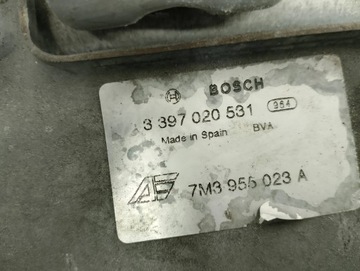 BOSCH
3 397 020 531 964
Made in Spain BVA
7M3 955 023 A